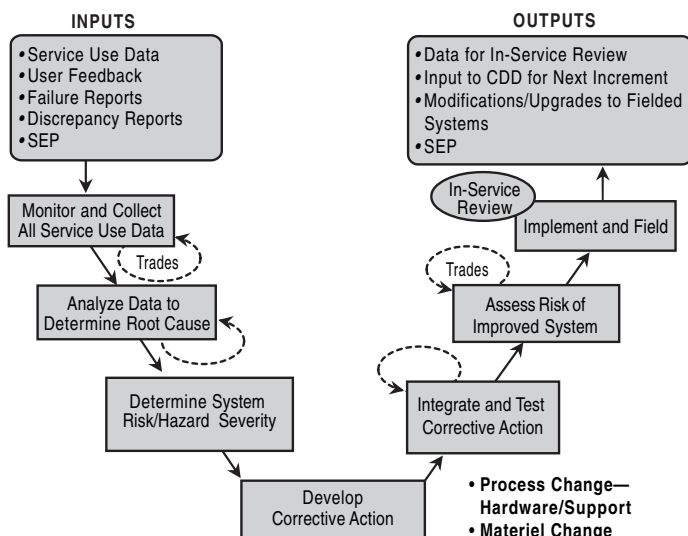 INPUTS
• Service Use Data
• User Feedback
• Failure Reports
• Discrepancy Reports
• SEP
Monitor and Collect
All Service Use Data
Trades
Analyze Data to
Determine Root Cause
Determine System
Risk/Hazard Severity
Develop
Corrective Action
Integrate and Test
Corrective Action
Trades
Assess Risk of
Improved System
In-Service
Review
Implement and Field
OUTPUTS
• Data for In-Service Review
• Input to CDD for Next Increment
• Modifications/Upgrades to Fielded
Systems
• SEP
• Process Change—
Hardware/Support
• Materiel Change